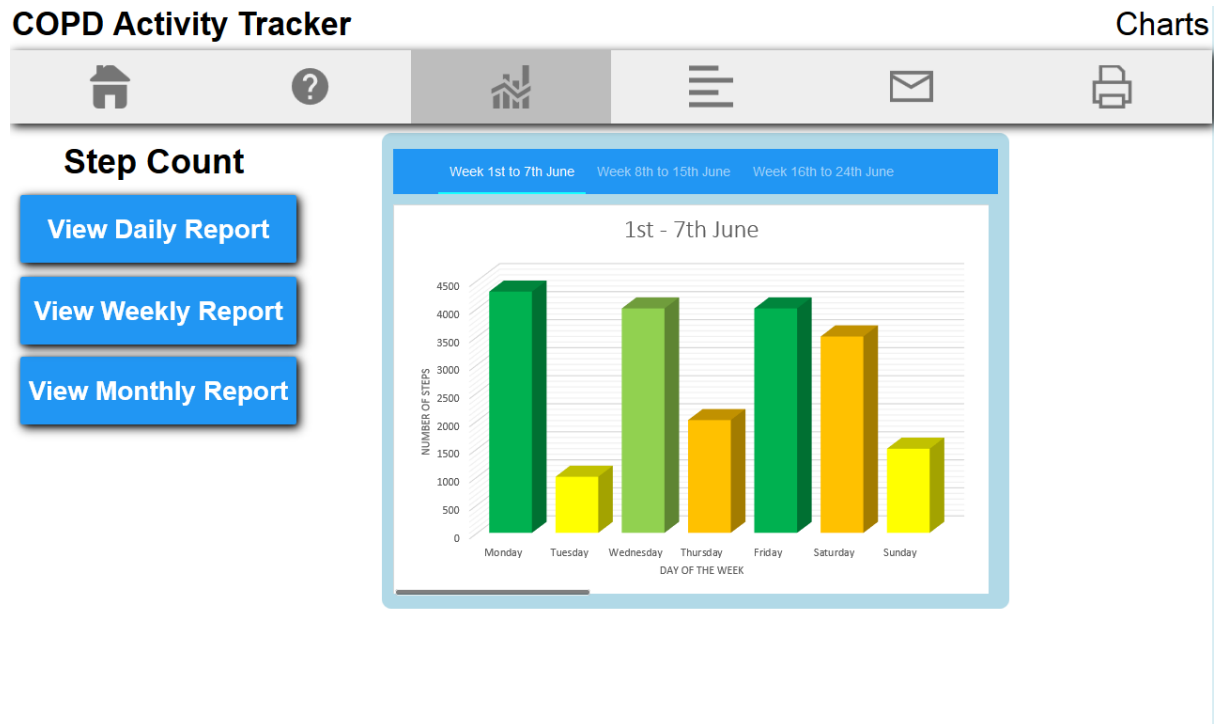 COPD Activity Tracker
Charts
Step Count
View Daily Report
View Weekly Report
View Monthly Report
Week 1st to 7th June Week 8th to 15th June Week 16th to 24th June
1st - 7th June
NUMBER OF STEPS
4500
4000
3500
3000
2500
2000
1500
1000
500
0
Monday Tuesday Wednesday Thursday Friday Saturday Sunday
DAY OF THE WEEK